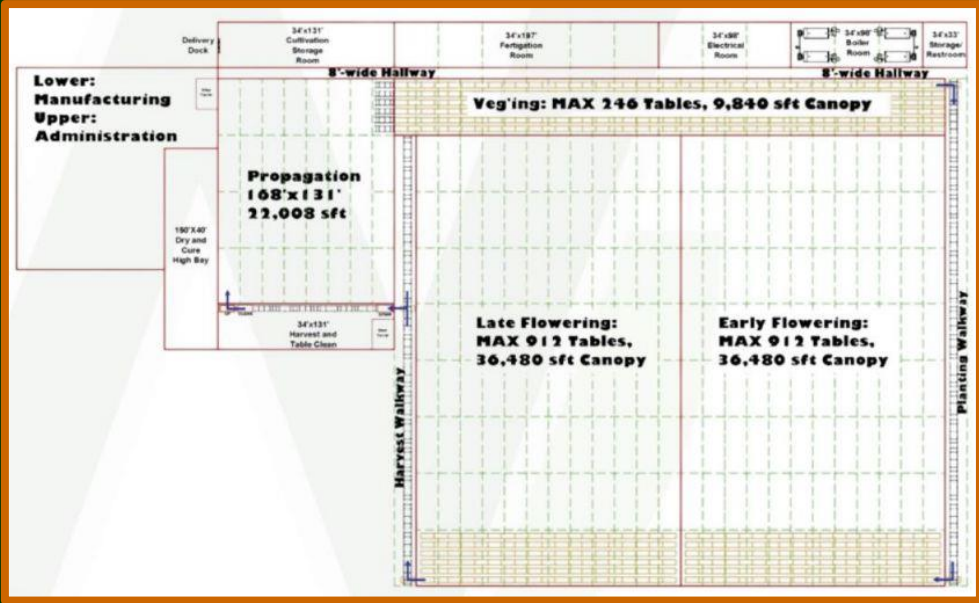 Delivery
Dock
34'x131'
Cultivation
Storage
Room
34'x197'
Fertigation
Room
34'x98'
Electrical
Room
34'x98'
Boiler
Room
34'x33'
Storage/
Restroom
8'-wide Hallway
8'-wide Hallway
Lower:
Manufacturing
Upper:
Administration
Veg'ing: MAX 246 Tables, 9,840 sft Canopy
Propagation
168'x131'
22,008 sft
Dry and
Cure
High Bay
34'x131'
Harvest and
Table Clean
Late Flowering:
MAX 912 Tables,
36,480 sft Canopy
Early Flowering:
MAX 912 Tables,
36,480 sft Canopy
Harvest Walkway
Planting Walkway